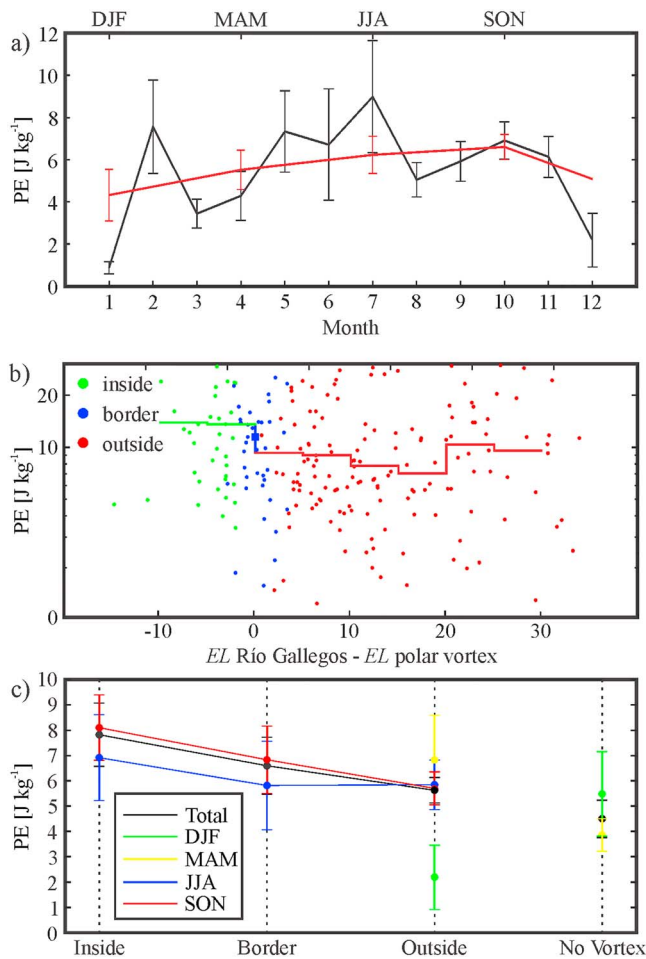 DJF MAM JJA SON
a)
PE [J kg-1]
12
10
8
6
4
2
0
1 2 3 4 5 6 7 8 9 10 11 12
Month
b)
PE [J kg-1]
20
10
0
inside
border
outside
-10 0 10 20 30
EL Río Gallegos - EL polar vortex
c)
PE [J kg-1]
10
9
8
7
6
5
4
3
2
1
0
Total
DJF
MAM
JJA
SON
Inside Border Outside No Vortex